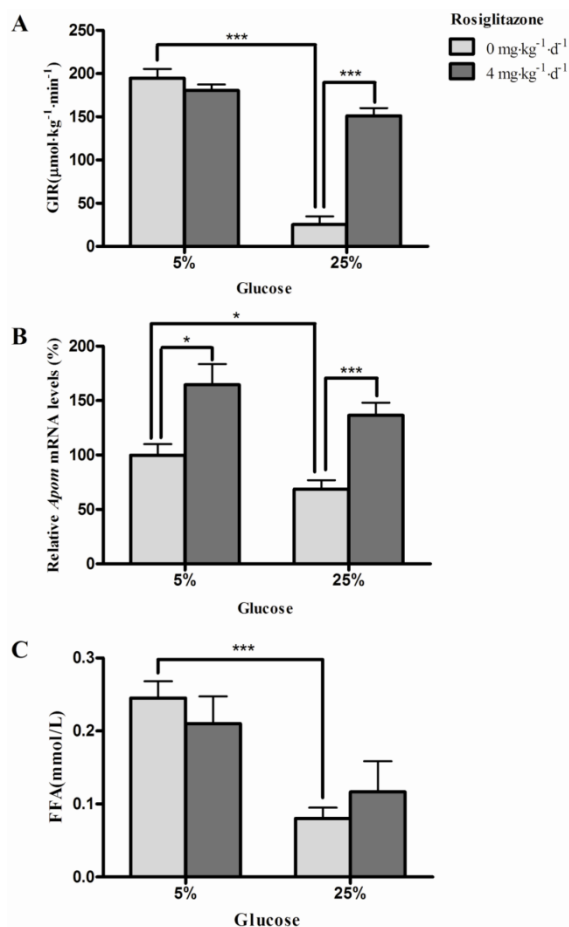 A
Rosiglitazone
0 mg·kg⁻¹·d⁻¹
4 mg·kg⁻¹·d⁻¹
GIR(μmol·kg⁻¹·min⁻¹)
250
200
150
100
50
0
***
***
5%
25%
Glucose
B
Relative Apom mRNA levels (%)
200
150
100
50
0
*
*
***
5%
25%
Glucose
C
FFA(mmol/L)
0.3
0.2
0.1
0.0
***
5%
25%
Glucose